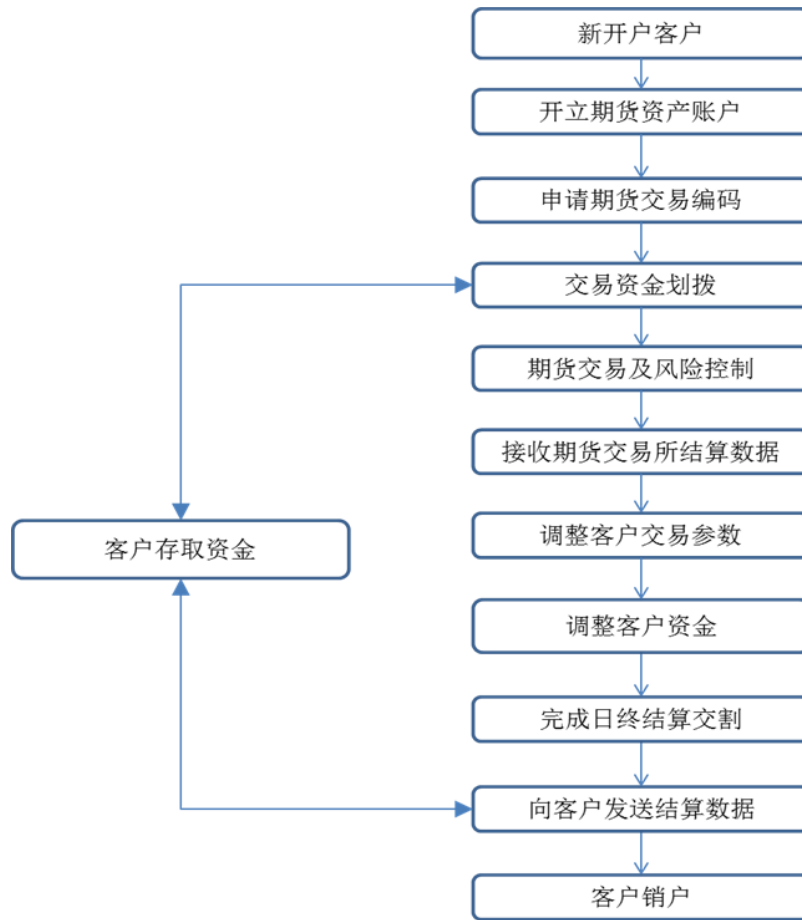 新开户客户
开立期货资产账户
申请期货交易编码
交易资金划拨
期货交易及风险控制
接收期货交易所结算数据
客户存取资金
调整客户交易参数
调整客户资金
完成日终结算交割
向客户发送结算数据
客户销户